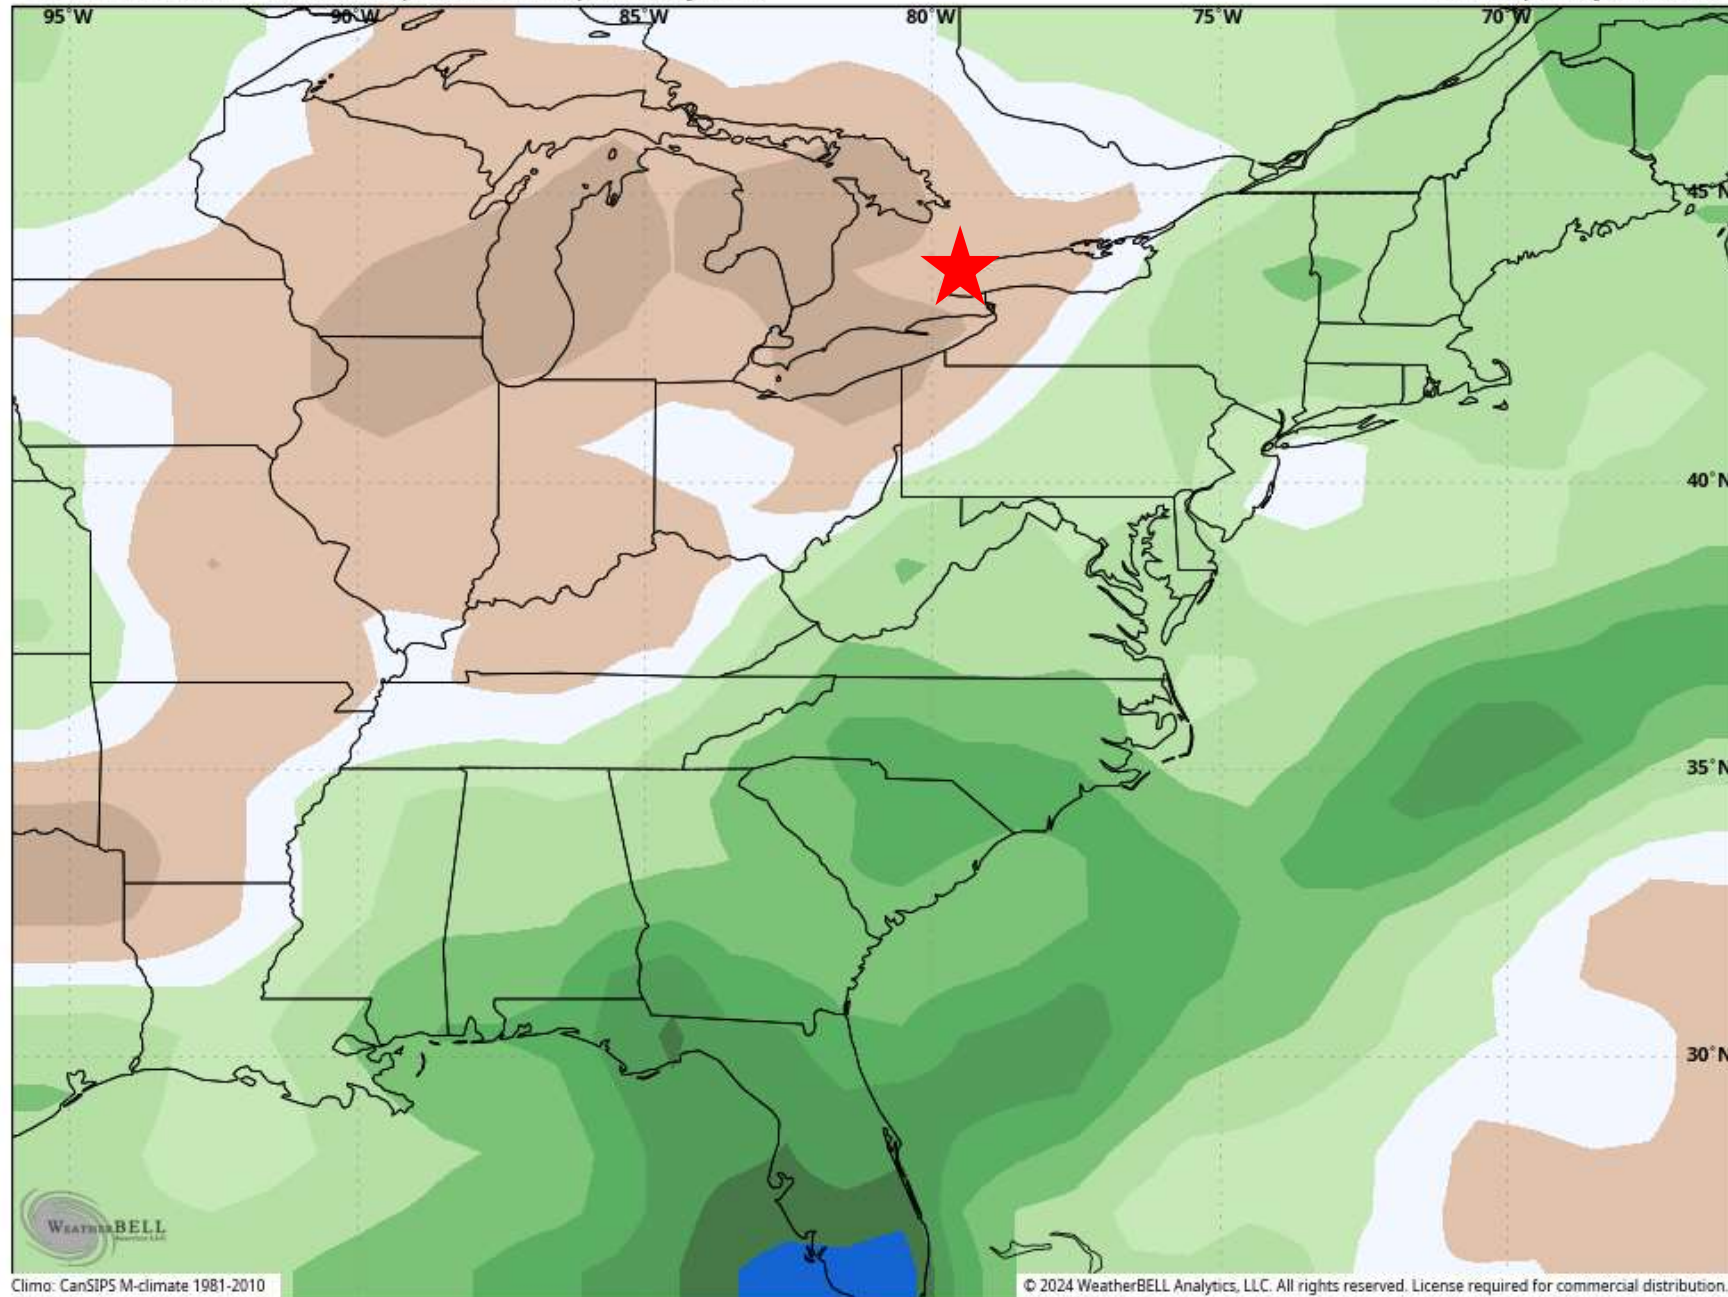 95°W 90°W 85°W 80°W 75°W 70°W
45°N
40°N
35°N
30°N
WEATHERBELL
Climo: CanSIPS M-climate 1981-2010
© 2024 WeatherBELL Analytics, LLC. All rights reserved. License required for commercial distribution.